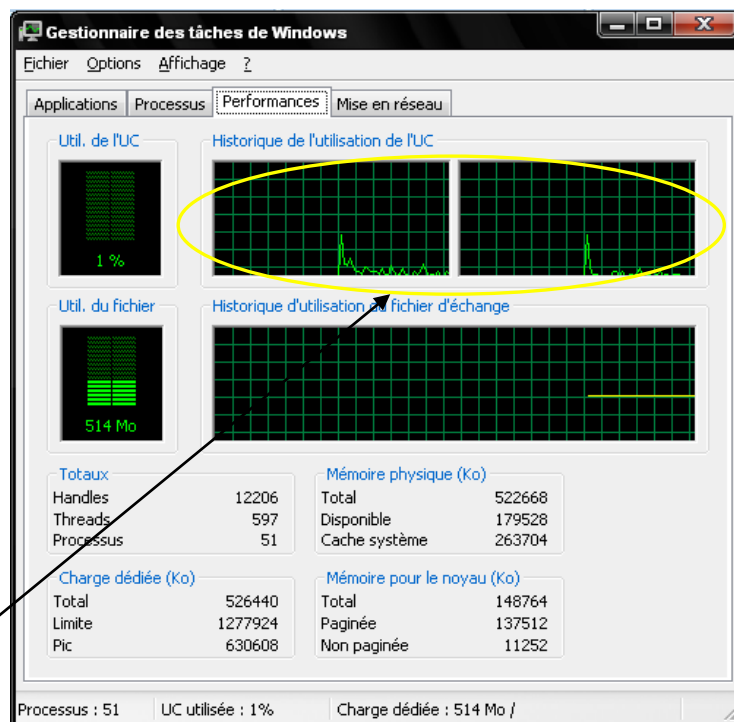 Gestionnaire des tâches de Windows
Fichier Options Affichage ?
Applications Processus Performances Mise en réseau
Util. de l'UC Historique de l'utilisation de l'UC
1 %
Util. du fichier Historique d'utilisation du fichier d'échange
514 Mo
Totaux Mémoire physique (Ko)
Handles 12206 Total 522668
Threads 597 Disponible 179528
Processus 51 Cache système 263704
Charge dédiée (Ko) Mémoire pour le noyau (Ko)
Total 526440 Total 148764
Limite 1277924 Paginée 137512
Pic 630608 Non paginée 11252
Processus : 51 UC utilisée : 1% Charge dédiée : 514 Mo /